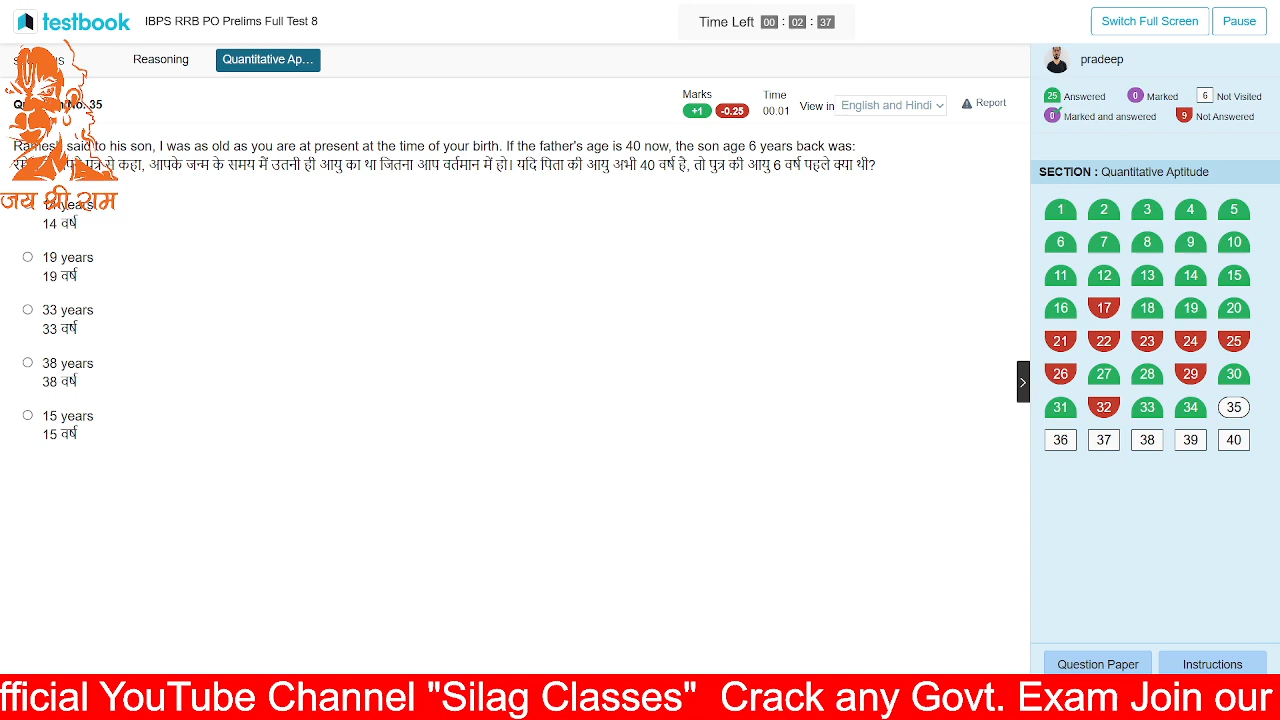 testbook IBPS RRB PO Prelims Full Test 8 Time Left 00 : 02 : 37 Switch Full Screen Pause
Reasoning Quantitative Ap... pradeep
No. 35 Marks Time View in English and Hindi Report
+1 -0.25 00:01
25 Answered 0 Marked 6 Not Visited
0 Marked and answered 9 Not Answered
Ramesh said to his son, I was as old as you are at present at the time of your birth. If the father's age is 40 now, the son age 6 years back was:
पुत्र से कहा, आपके जन्म के समय में उतनी ही आयु का था जितना आप वर्तमान में हो। यदि पिता की आयु अभी 40 वर्ष है, तो पुत्र की आयु 6 वर्ष पहले क्या थी?
जय श्री राम
14 years
14 वर्ष
19 years
19 वर्ष
33 years
33 वर्ष
38 years
38 वर्ष
15 years
15 वर्ष
SECTION : Quantitative Aptitude
1 2 3 4 5
6 7 8 9 10
11 12 13 14 15
16 17 18 19 20
21 22 23 24 25
26 27 28 29 30
31 32 33 34 35
36 37 38 39 40
Question Paper Instructions
fficial YouTube Channel "Silag Classes" Crack any Govt. Exam Join our